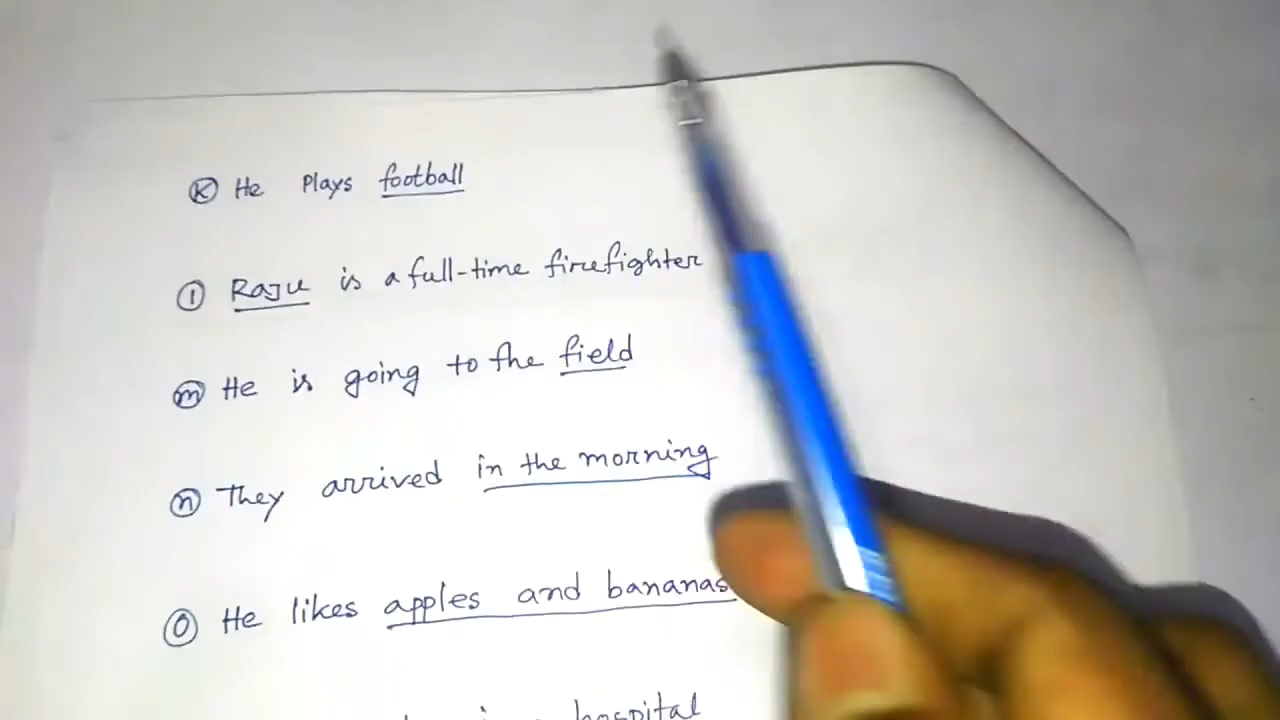 (K) He Plays football
(l) Raju is a full-time firefighter
(m) He is going to the field
(n) They arrived in the morning
(o) He likes apples and bananas
hospital